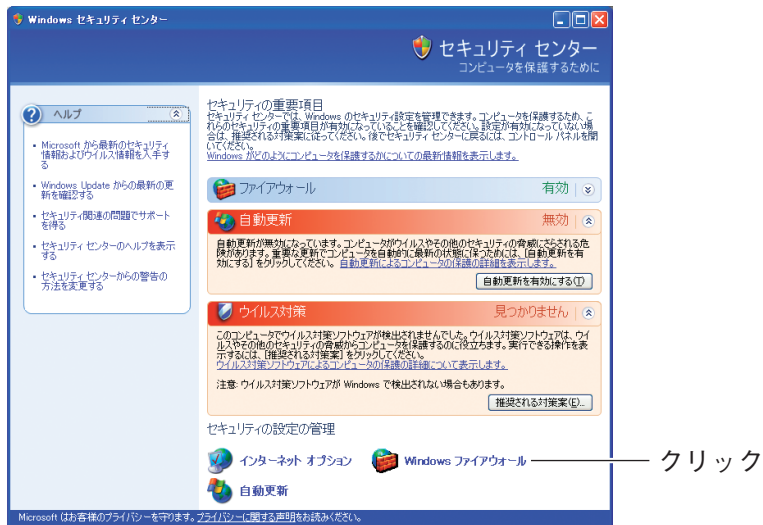 Windows セキュリティ センター
セキュリティ センター
コンピュータを保護するために
ヘルプ
Microsoft から最新のセキュリティ
情報およびウイルス情報を入手す
る
Windows Update からの最新の更
新を確認する
セキュリティ関連の問題でサポート
を得る
セキュリティ センターのヘルプを表示
する
セキュリティ センターからの警告の
方法を変更する
セキュリティの重要項目
セキュリティ センターでは、Windows のセキュリティ設定を管理できます。コンピュータを保護するため、こ
れらのセキュリティの重要項目が有効になっていることを確認してください。設定が有効になっていない場
合は、推奨される対策案に従ってください。後でセキュリティ センターに戻るには、コントロール パネルを開
いてください。
Windows がどのようにコンピュータを保護するかについての最新情報を表示します。
ファイアウォール 有効
自動更新 無効
自動更新が無効になっています。コンピュータがウイルスやその他のセキュリティの脅威にさらされる危
険があります。重要な更新でコンピュータを自動的に最新の状態に保つためには、[自動更新を有
効にする] をクリックしてください。 自動更新によるコンピュータの保護の詳細を表示します。
自動更新を有効にする(T)
ウイルス対策 見つかりません
このコンピュータでウイルス対策ソフトウェアが検出されませんでした。ウイルス対策ソフトウェアは、ウイ
ルスやその他のセキュリティの脅威からコンピュータを保護するのに役立ちます。実行できる操作を表
示するには、[推奨される対策案] をクリックしてください。
ウイルス対策ソフトウェアによるコンピュータの保護の詳細について表示します。
注意: ウイルス対策ソフトウェアが Windows で検出されない場合もあります。
推奨される対策案(E)...
セキュリティの設定の管理
インターネット オプション
Windows ファイアウォール
クリック
自動更新
Microsoft はお客様のプライバシーを守ります。プライバシーに関する声明をお読みください。